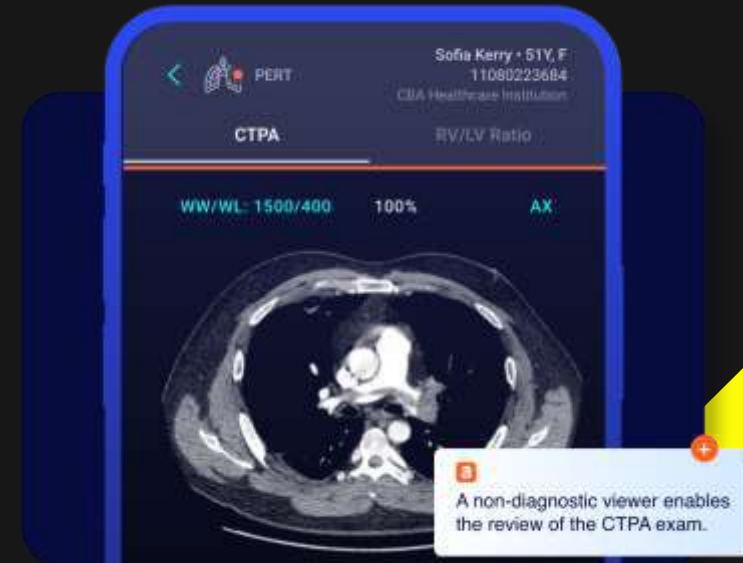 Sofia Kerry • 51Y, F
PERT
11080223684
CBA Healthcare Institution
CTPA
RV/LV Ratio
WW/WL: 1500/400
100%
AX
a
A non-diagnostic viewer enables
the review of the CTPA exam.